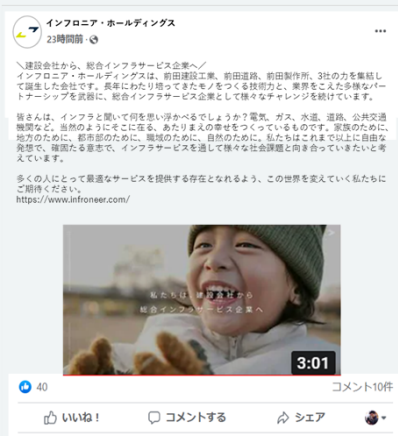 インフロニア・ホールディングス
23時間前・
＼建設会社から、総合インフラサービス企業へ／
インフロニア・ホールディングスは、前田建設工業、前田道路、前田製作所、3社の力を集結し
て誕生した会社です。長年にわたり培ってきたモノをつくる技術力と、業界をこえた多様なパー
トナーシップを武器に、総合インフラサービス企業として様々なチャレンジを続けています。
皆さんは、インフラと聞いて何を思い浮かべるでしょうか？電気、ガス、水道、道路、公共交通
機関など。当然のようにそこに在る、あたりまえの幸せをつくっているものです。家族のために、
地方のために、都市部のために、職域のために、自然のために。私たちはこれまで以上に自由な
発想で、確固たる意志で、インフラサービスを通して様々な社会課題と向き合っていきたいと考
えています。
多くの人にとって最適なサービスを提供する存在となれるよう、この世界を変えていく私たちに
ご期待ください。
https://www.infroneer.com/
私たちは、建設会社から
総合インフラサービス企業へ
3:01
40
コメント10件
いいね！
コメントする
シェア